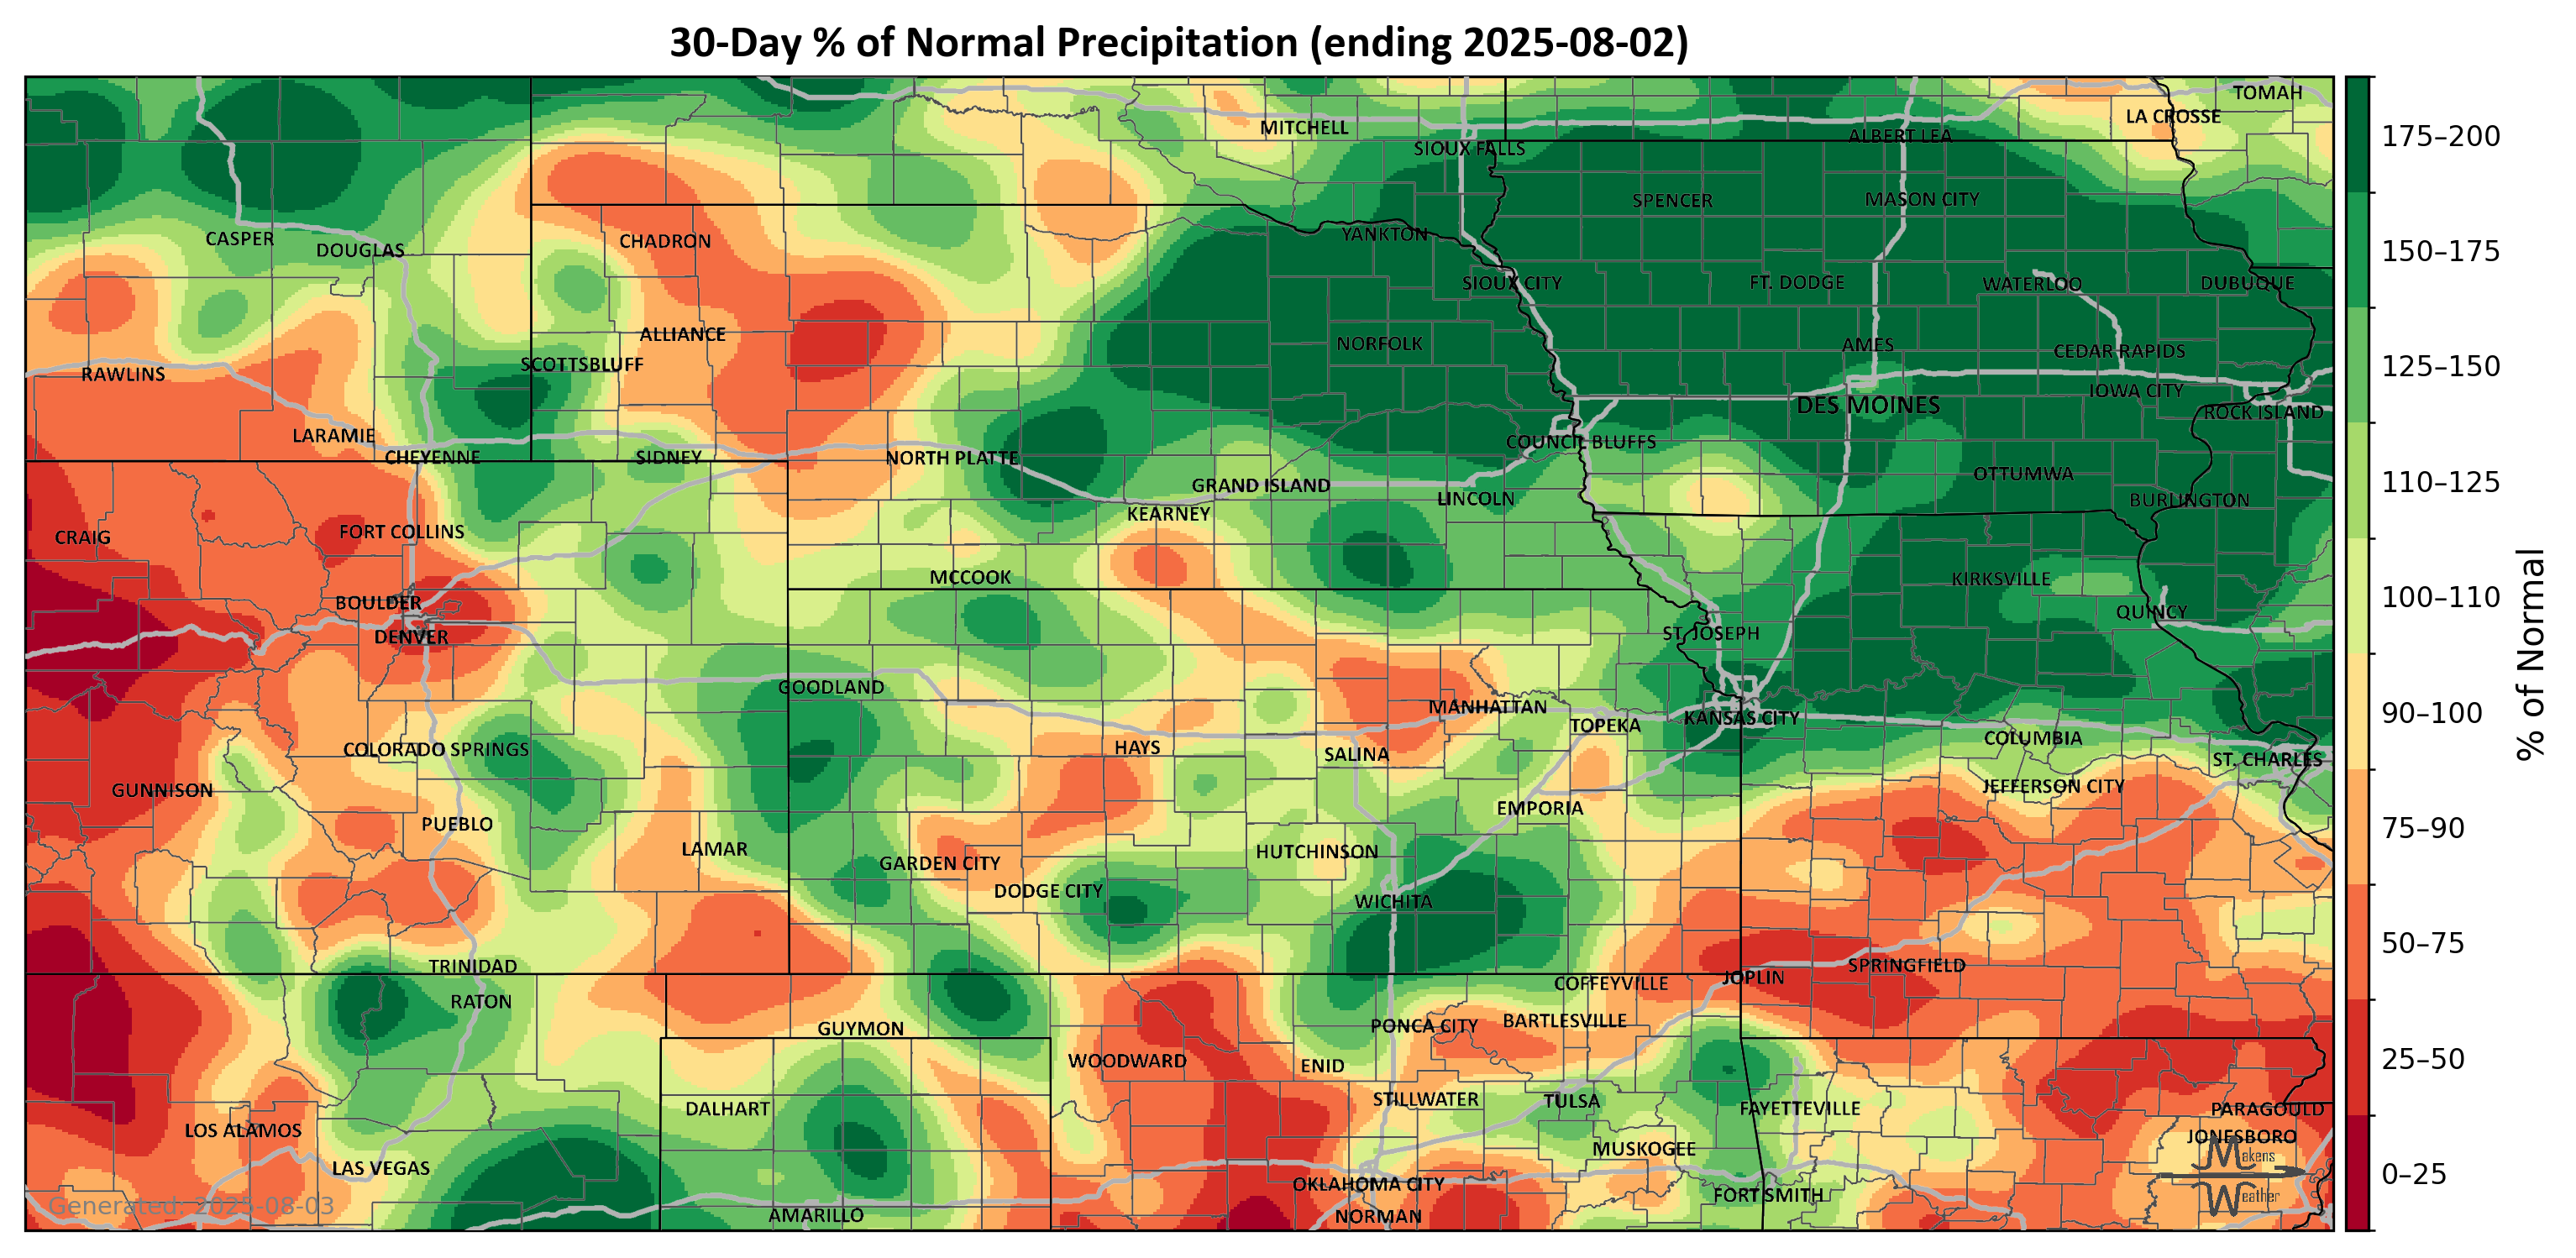 30-Day % of Normal Precipitation (ending 2025-08-02)
TOMAH
LA CROSSE
MITCHELL
ALBERT LEA
SIOUX FALLS
SPENCER
MASON CITY
YANKTON
CASPER
CHADRON
DOUGLAS
SIOUX CITY
FT. DODGE
WATERLOO
DUBUQUE
ALLIANCE
NORFOLK
AMES
CEDAR RAPIDS
SCOTTSBLUFF
RAWLINS
IOWA CITY
DES MOINES
ROCK ISLAND
LARAMIE
COUNCIL BLUFFS
CHEYENNE
SIDNEY
NORTH PLATTE
OTTUMWA
GRAND ISLAND
LINCOLN
BURLINGTON
KEARNEY
FORT COLLINS
CRAIG
MCCOOK
KIRKSVILLE
BOULDER
QUINCY
DENVER
ST. JOSEPH
GOODLAND
MANHATTAN
KANSAS CITY
TOPEKA
COLUMBIA
COLORADO SPRINGS
HAYS
SALINA
ST. CHARLES
GUNNISON
JEFFERSON CITY
EMPORIA
PUEBLO
LAMAR
HUTCHINSON
GARDEN CITY
DODGE CITY
WICHITA
TRINIDAD
SPRINGFIELD
JOPLIN
COFFEYVILLE
RATON
GUYMON
PONCA CITY
BARTLESVILLE
WOODWARD
ENID
STILLWATER
TULSA
DALHART
FAYETTEVILLE
PARAGOULD
LOS ALAMOS
JONESBORO
MUSKOGEE
Makens
LAS VEGAS
OKLAHOMA CITY
FORT SMITH
Weather
Generated: 2025-08-03
AMARILLO
NORMAN
175–200
150–175
125–150
110–125
100–110
90–100
75–90
50–75
25–50
0–25
% of Normal